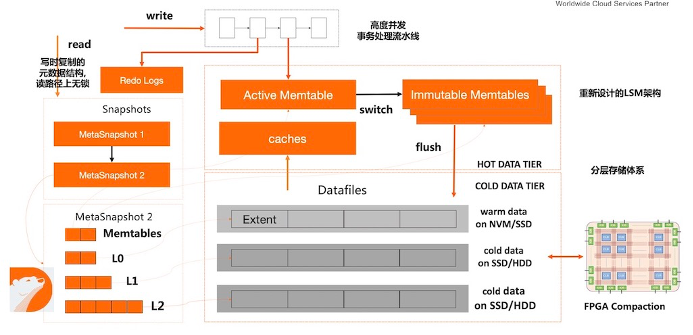 Worldwide Cloud Services Partner
write
高度并发
事务处理流水线
read
写时复制的
元数据结构,
读路径上无锁
Redo Logs
Snapshots
MetaSnapshot 1
MetaSnapshot 2
Active Memtable
switch
Immutable Memtables
caches
flush
重新设计的LSM架构
HOT DATA TIER
分层存储体系
COLD DATA TIER
Datafiles
MetaSnapshot 2
Memtables
L0
L1
L2
Extent
warm data
on NVM/SSD
cold data
on SSD/HDD
cold data
on SSD/HDD
FPGA Compaction